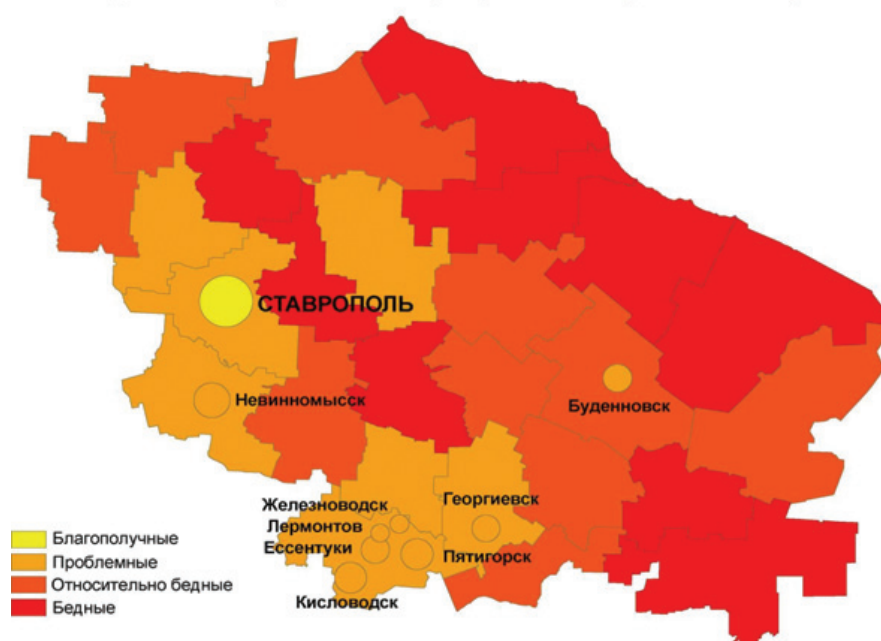 СТАВРОПОЛЬ
Невинномысск
Буденновск
Железноводск
Георгиевск
Лермонтов
Ессентуки
Пятигорск
Кисловодск
Благополучные
Проблемные
Относительно бедные
Бедные